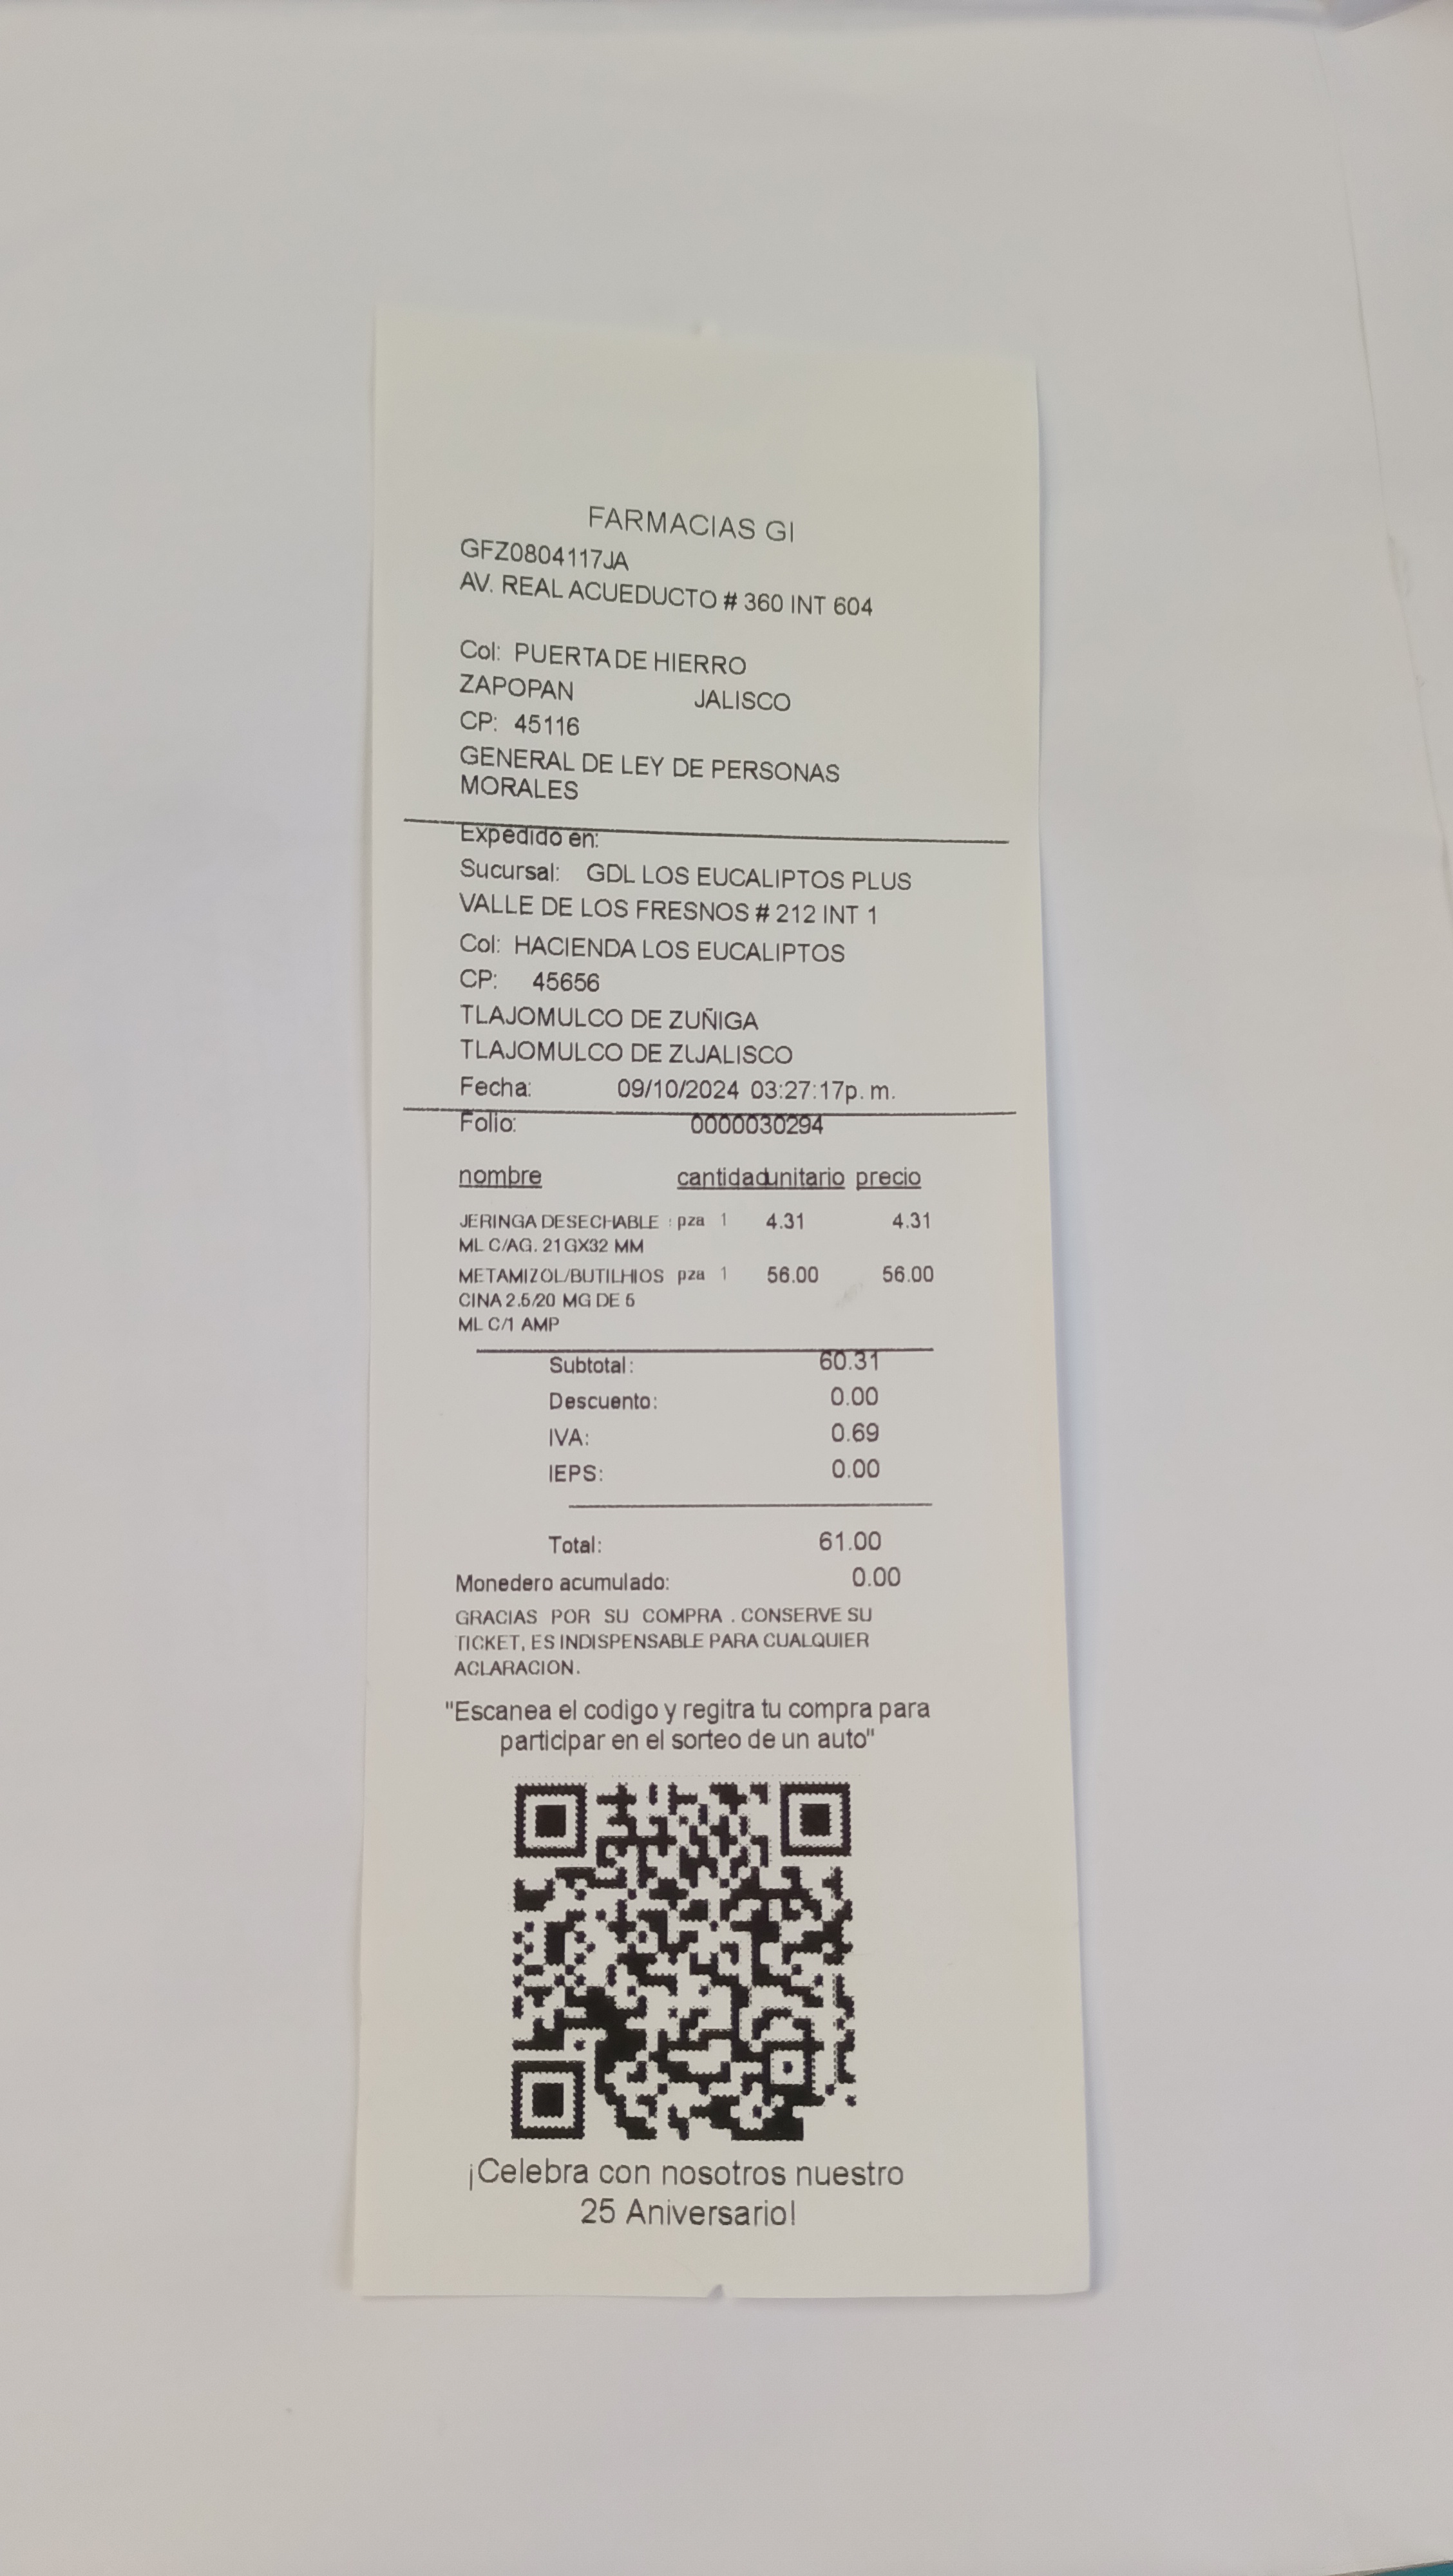 FARMACIAS GI
GFZ0804117JA
AV. REAL ACUEDUCTO # 360 INT 604
Col: PUERTA DE HIERRO
ZAPOPAN JALISCO
CP: 45116
GENERAL DE LEY DE PERSONAS
MORALES
Expedido en:
Sucursal: GDL LOS EUCALIPTOS PLUS
VALLE DE LOS FRESNOS # 212 INT 1
Col: HACIENDA LOS EUCALIPTOS
CP: 45656
TLAJOMULCO DE ZUÑIGA
TLAJOMULCO DE ZUJALISCO
Fecha: 09/10/2024 03:27:17p. m.
Folio: 0000030294
nombre cantidad unitario precio
JERINGA DESECHABLE pza 1 4.31 4.31
ML C/AG. 21GX32 MM
METAMIZOL/BUTILHIOS pza 1 56.00 56.00
CINA 2.5/20 MG DE 5
ML C/1 AMP
Subtotal: 60.31
Descuento: 0.00
IVA: 0.69
IEPS: 0.00
Total: 61.00
Monedero acumulado: 0.00
GRACIAS POR SU COMPRA . CONSERVE SU
TICKET, ES INDISPENSABLE PARA CUALQUIER
ACLARACION.
"Escanea el codigo y regitra tu compra para
participar en el sorteo de un auto"
¡Celebra con nosotros nuestro
25 Aniversario!